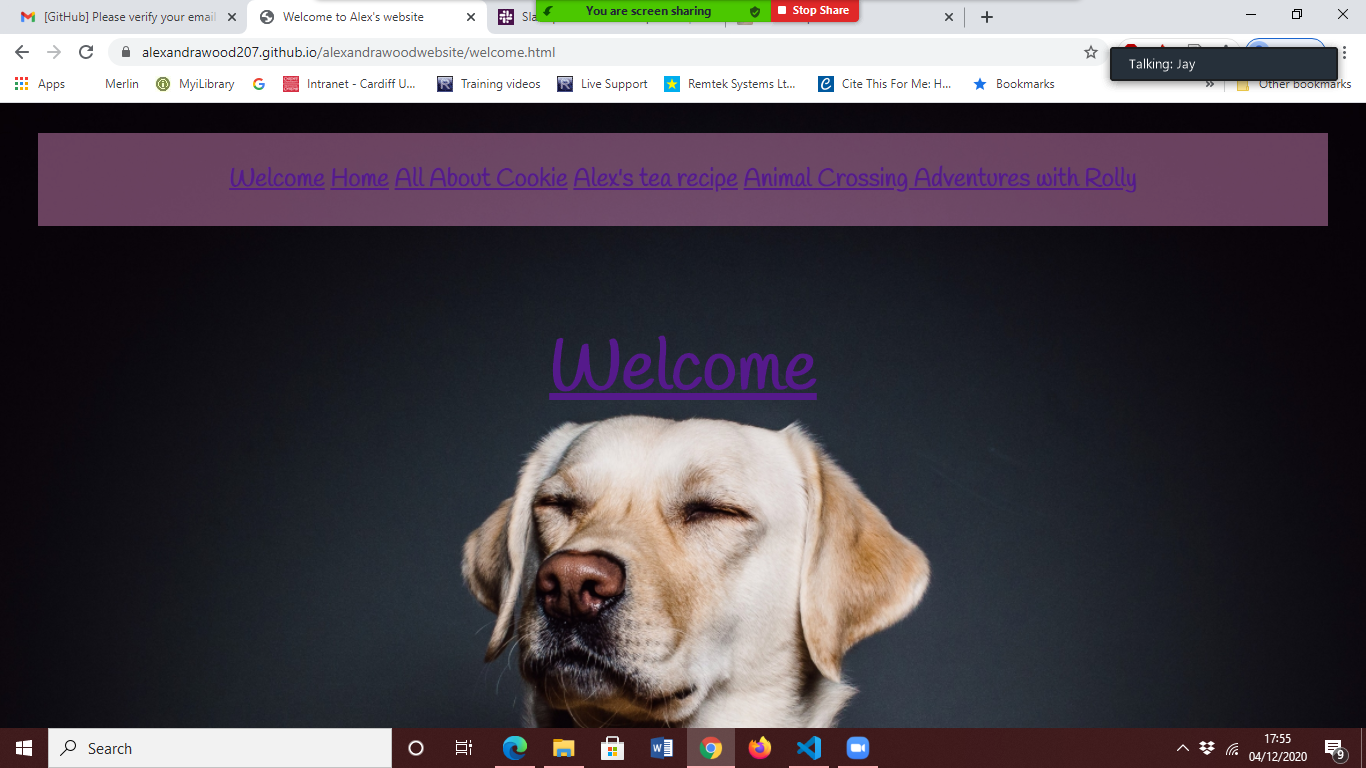 [GitHub] Please verify your email
Welcome to Alex's website
You are screen sharing
Stop Share
alexandrawood207.github.io/alexandrawoodwebsite/welcome.html
Talking: Jay
Apps
Merlin
MyiLibrary
Intranet - Cardiff U...
Training videos
Live Support
Remtek Systems Lt...
Cite This For Me: H...
Bookmarks
»
Other bookmarks
Welcome Home All About Cookie Alex's tea recipe Animal Crossing Adventures with Rolly
Welcome
Search
17:55
04/12/2020
9